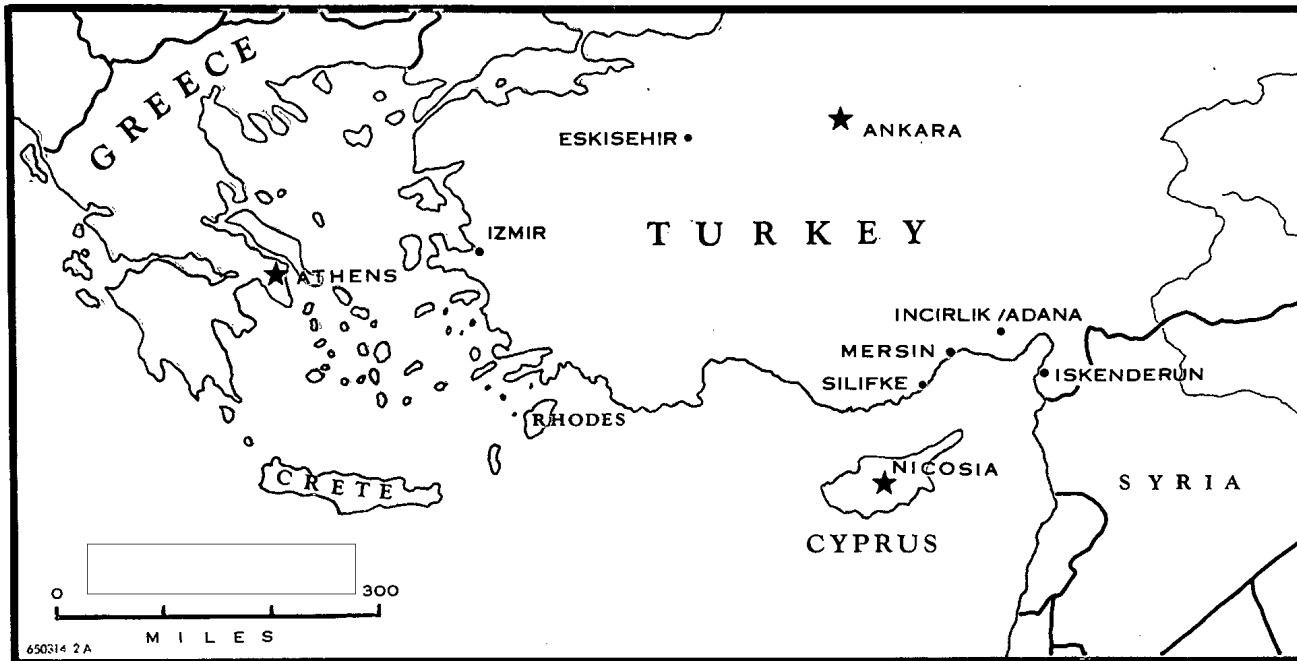 GREECE
ESKISEHIR
ANKARA
IZMIR
TURKEY
ATHENS
INCIRLIK /ADANA
MERSIN
SILIFKE
ISKENDERUN
RHODES
CRETE
NICOSIA
SYRIA
CYPRUS
0 300
MILES
650314 2A